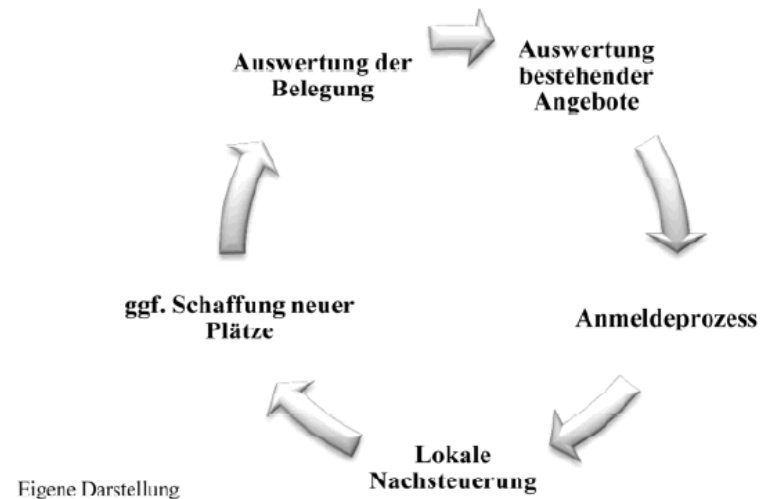 Auswertung der
Belegung
Auswertung
bestehender
Angebote
Anmeldeprozess
Lokale
Nachsteuerung
ggf. Schaffung neuer
Plätze
Eigene Darstellung